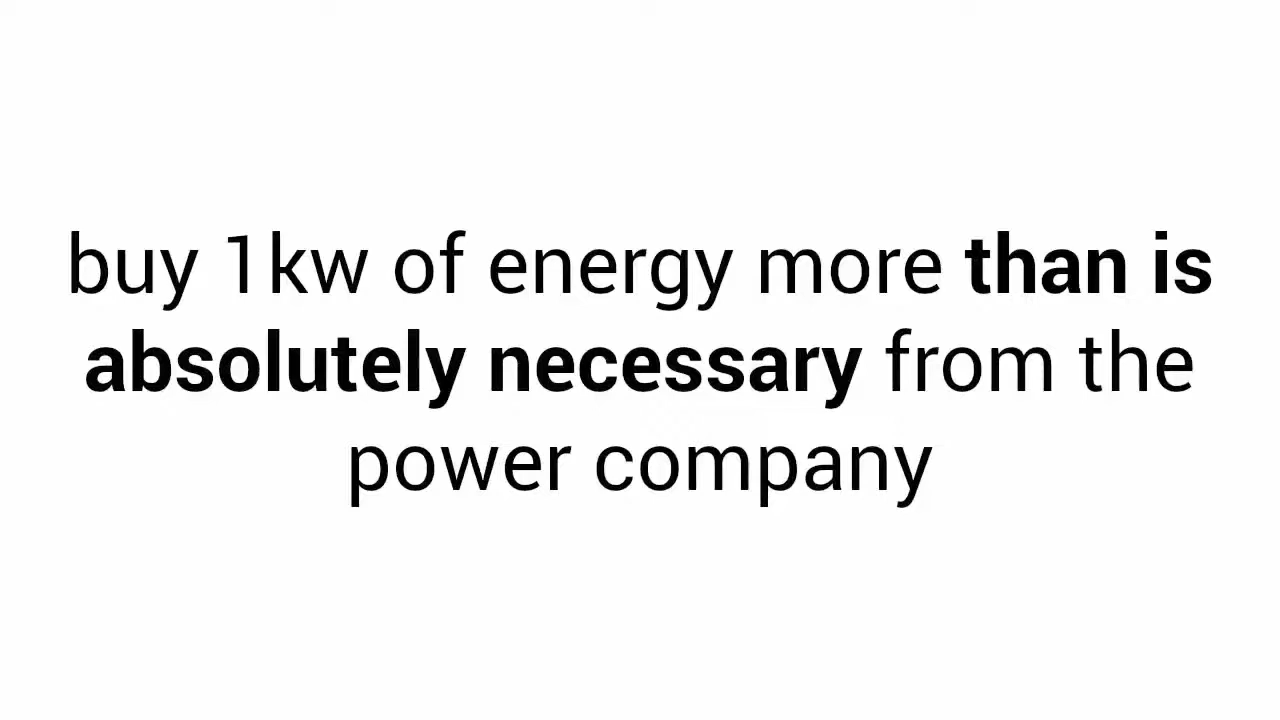 buy 1kw of energy more than is
absolutely necessary from the
power company